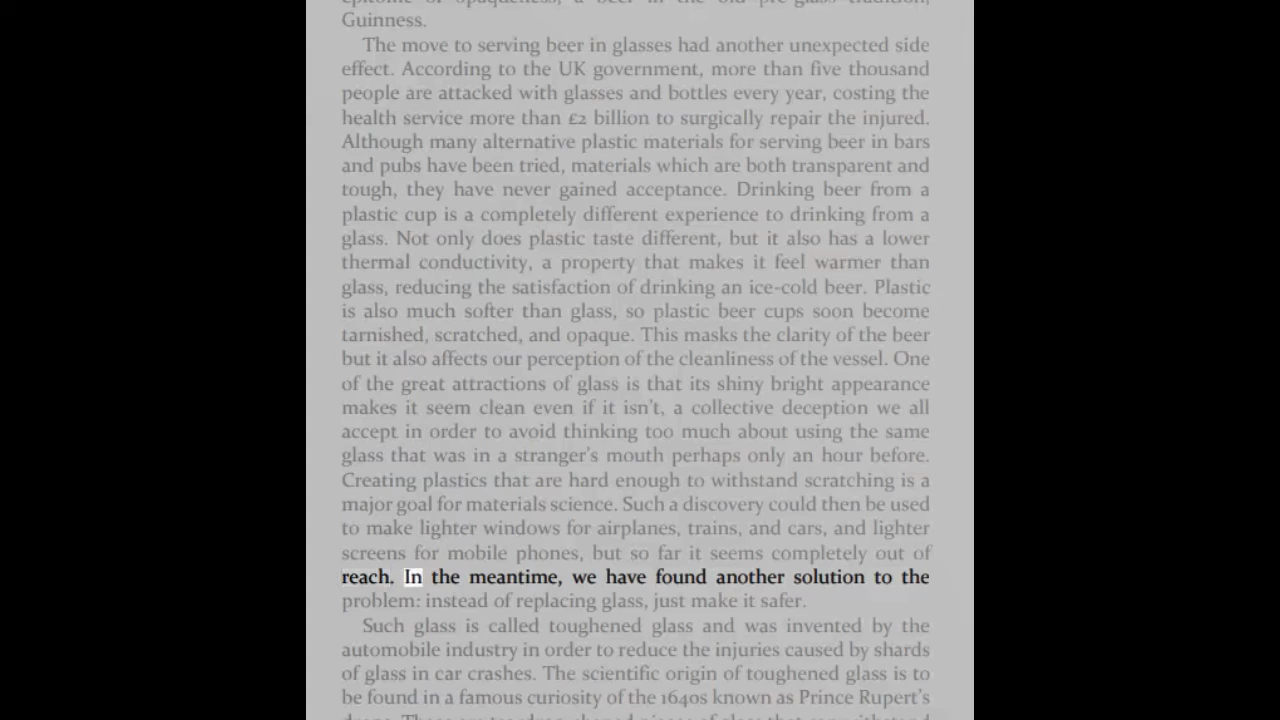 epitome of opaqueness, a beer in the old pre-glass tradition,
Guinness.
The move to serving beer in glasses had another unexpected side
effect. According to the UK government, more than five thousand
people are attacked with glasses and bottles every year, costing the
health service more than £2 billion to surgically repair the injured.
Although many alternative plastic materials for serving beer in bars
and pubs have been tried, materials which are both transparent and
tough, they have never gained acceptance. Drinking beer from a
plastic cup is a completely different experience to drinking from a
glass. Not only does plastic taste different, but it also has a lower
thermal conductivity, a property that makes it feel warmer than
glass, reducing the satisfaction of drinking an ice-cold beer. Plastic
is also much softer than glass, so plastic beer cups soon become
tarnished, scratched, and opaque. This masks the clarity of the beer
but it also affects our perception of the cleanliness of the vessel. One
of the great attractions of glass is that its shiny bright appearance
makes it seem clean even if it isn't, a collective deception we all
accept in order to avoid thinking too much about using the same
glass that was in a stranger's mouth perhaps only an hour before.
Creating plastics that are hard enough to withstand scratching is a
major goal for materials science. Such a discovery could then be used
to make lighter windows for airplanes, trains, and cars, and lighter
screens for mobile phones, but so far it seems completely out of
reach. In the meantime, we have found another solution to the
problem: instead of replacing glass, just make it safer.
Such glass is called toughened glass and was invented by the
automobile industry in order to reduce the injuries caused by shards
of glass in car crashes. The scientific origin of toughened glass is to
be found in a famous curiosity of the 1640s known as Prince Rupert's